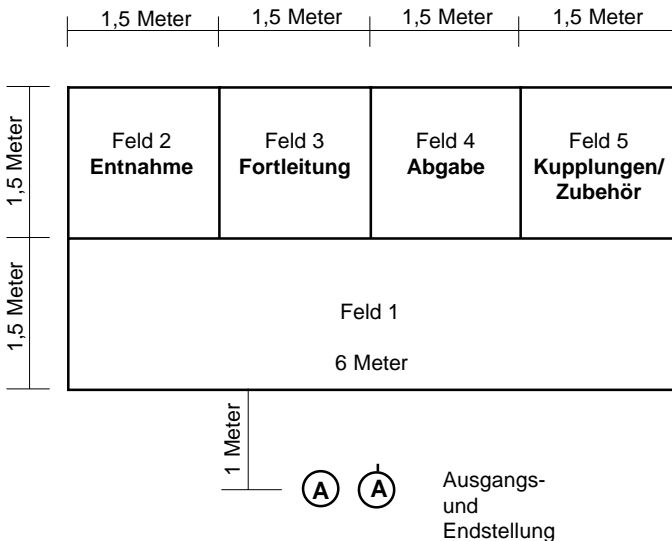 1,5 Meter 1,5 Meter 1,5 Meter 1,5 Meter
1,5 Meter
Feld 2
Entnahme
Feld 3
Fortleitung
Feld 4
Abgabe
Feld 5
Kupplungen/
Zubehör
1,5 Meter
Feld 1
6 Meter
1 Meter
A A
Ausgangs-
und
Endstellung